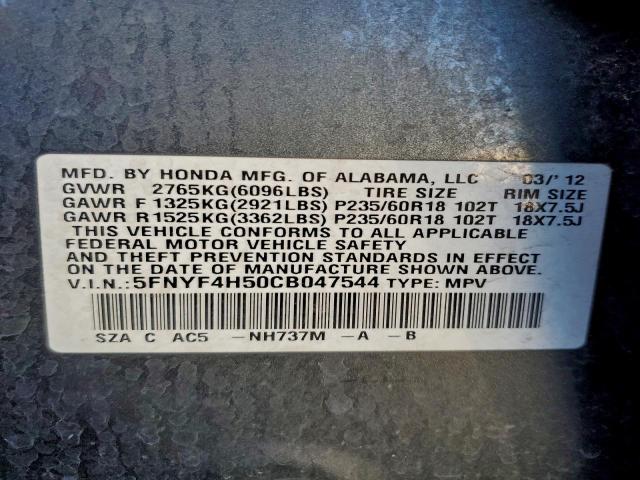 MFD. BY HONDA MFG. OF ALABAMA, LLC 03/'12
GVWR 2765KG(6096LBS) TIRE SIZE RIM SIZE
GAWR F 1325KG(2921LBS) P235/60R18 102T 18X7.5J
GAWR R 1525KG(3362LBS) P235/60R18 102T 18X7.5J
THIS VEHICLE CONFORMS TO ALL APPLICABLE
FEDERAL MOTOR VEHICLE SAFETY
AND THEFT PREVENTION STANDARDS IN EFFECT
ON THE DATE OF MANUFACTURE SHOWN ABOVE.
V.I.N.: 5FNYF4H50CB047544 TYPE: MPV
SZA C AC5 -NH737M -A -B